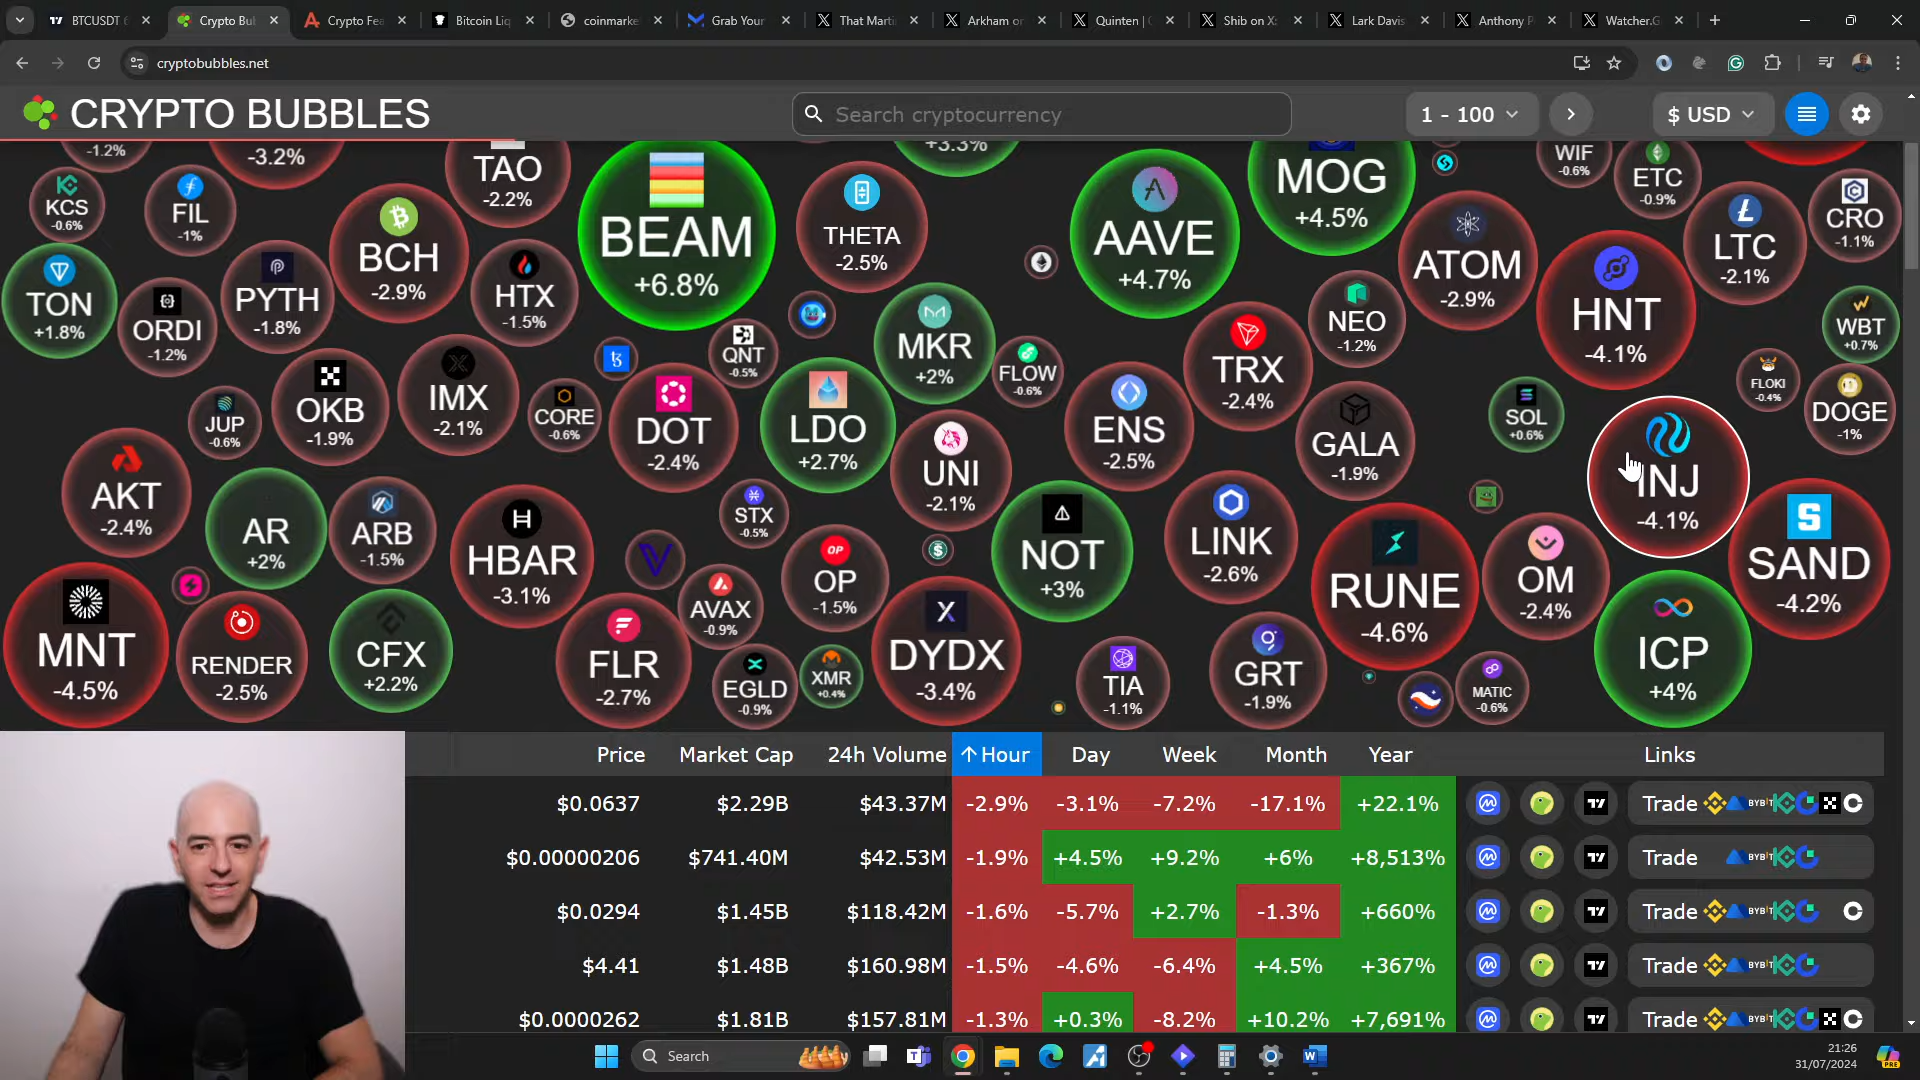 BTCUSDT 6
Crypto Bub
Crypto Fea
Bitcoin Liq
coinmarke
Grab Your
That Marti
Arkham on
Quinten | 
Shib on X:
Lark Davis
Anthony P
Watcher.G
cryptobubbles.net
CRYPTO BUBBLES
Search cryptocurrency
1 - 100
$ USD
-1.2%
-3.2%
TAO
-2.2%
+3.3%
MOG
+4.5%
WIF
-0.6%
ETC
-0.9%
KCS
-0.6%
FIL
-1%
BCH
-2.9%
BEAM
+6.8%
THETA
-2.5%
AAVE
+4.7%
ATOM
-2.9%
LTC
-2.1%
CRO
-1.1%
TON
+1.8%
ORDI
-1.2%
PYTH
-1.8%
HTX
-1.5%
QNT
-0.5%
MKR
+2%
FLOW
-0.6%
TRX
-2.4%
NEO
-1.2%
HNT
-4.1%
WBT
+0.7%
JUP
-0.6%
OKB
-1.9%
IMX
-2.1%
CORE
-0.6%
DOT
-2.4%
LDO
+2.7%
UNI
-2.1%
ENS
-2.5%
GALA
-1.9%
SOL
+0.6%
FLOKI
-0.4%
DOGE
-1%
AKT
-2.4%
AR
+2%
ARB
-1.5%
HBAR
-3.1%
STX
-0.5%
OP
OP
-1.5%
NOT
+3%
LINK
-2.6%
RUNE
-4.6%
OM
-2.4%
INJ
-4.1%
SAND
-4.2%
MNT
-4.5%
RENDER
-2.5%
CFX
+2.2%
FLR
-2.7%
AVAX
-0.9%
EGLD
-0.9%
XMR
+0.4%
DYDX
-3.4%
TIA
-1.1%
GRT
-1.9%
MATIC
-0.6%
ICP
+4%
Price Market Cap 24h Volume Hour Day Week Month Year Links
$0.0637 $2.29B $43.37M -2.9% -3.1% -7.2% -17.1% +22.1% Trade BYBIT
$0.00000206 $741.40M $42.53M -1.9% +4.5% +9.2% +6% +8,513% Trade BYBIT
$0.0294 $1.45B $118.42M -1.6% -5.7% +2.7% -1.3% +660% Trade BYBIT
$4.41 $1.48B $160.98M -1.5% -4.6% -6.4% +4.5% +367% Trade BYBIT
$0.0000262 $1.81B $157.81M -1.3% +0.3% -8.2% +10.2% +7,691% Trade BYBIT
Search
21:26
31/07/2024